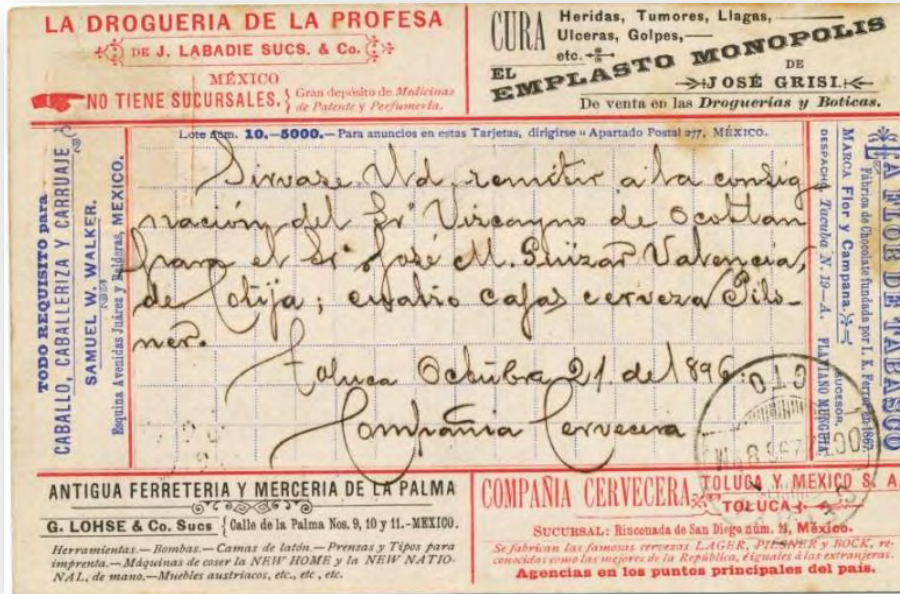 LA DROGUERIA DE LA PROFESA
DE J. LABADIE SUCS. & Co.
MÉXICO
NO TIENE SUCURSALES. Gran depósito de Medicinas
de Patente y Perfumería.
CURA Heridas, Tumores, Llagas,
Ulceras, Golpes,
etc.
EL
EMPLASTO MONOPOLIS
DE
JOSÉ GRISI.
De venta en las Droguerías y Boticas.
TODO REQUISITO para
CABALLO, CABALLERIZA Y CARRUAJE
SAMUEL W. WALKER.
Esquina Avenidas Juárez y Balderas, MEXICO.
Lote núm. 10.-5000.—Para anuncios en estas Tarjetas, dirigirse a Apartado Postal 277, MÉXICO.
Sirvase Ud. remitir a la consig
nación del Sr. Viscayno de Ocotlan
para el Sr. José M. Guizar Valencia,
de Cotija; cuatro cajas cerveza Pils-
ner.
Toluca Octubre 21. de 1896.
Compañia Cervecera
LA FLOR DE TABASCO
Fábrica de Chocolate fundada por I. K. Ferrer en 1867.
MARCA Flor y Campana.
SUCESOR,
DESPACHO Tacuba N. 19—A.
ANTIGUA FERRETERIA Y MERCERIA DE LA PALMA
G. LOHSE & Co. Sucs Calle de la Palma Nos. 9, 10 y 11.-MEXICO.
Herramientas.—Bombas.—Camas de latón.—Prensas y Tipos para
imprenta.—Máquinas de coser la NEW HOME y la NEW NATIO-
NAL, de mano.—Muebles austriacos, etc., etc., etc.
COMPAÑIA CERVECERA TOLUCA Y MEXICO S. A.
TOLUCA
SUCURSAL: Rinconada de San Diego núm. 11, México.
Se fabrican las famosas cervezas LAGER, PILSNER y BOCK, re-
conocidas como las mejores de la República, é iguales á las extranjeras.
Agencias en los puntos principales del país.